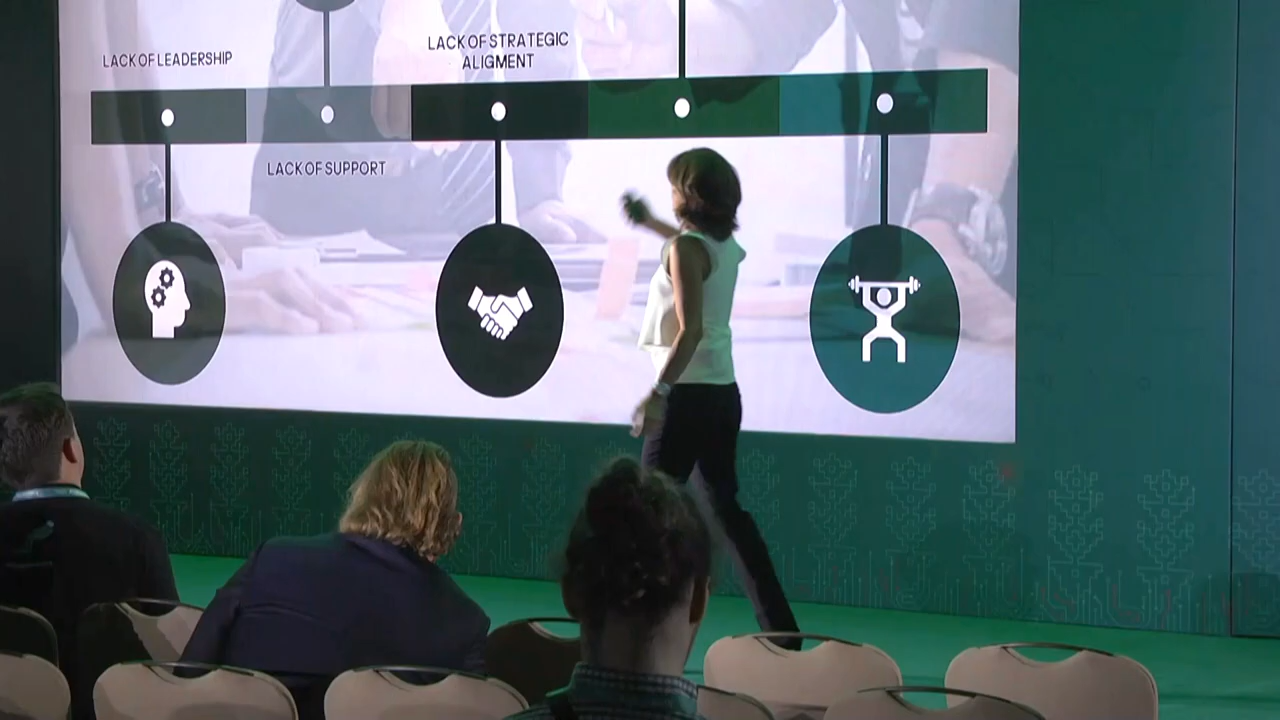 LACK OF LEADERSHIP
LACK OF STRATEGIC
ALIGMENT
LACK OF SUPPORT